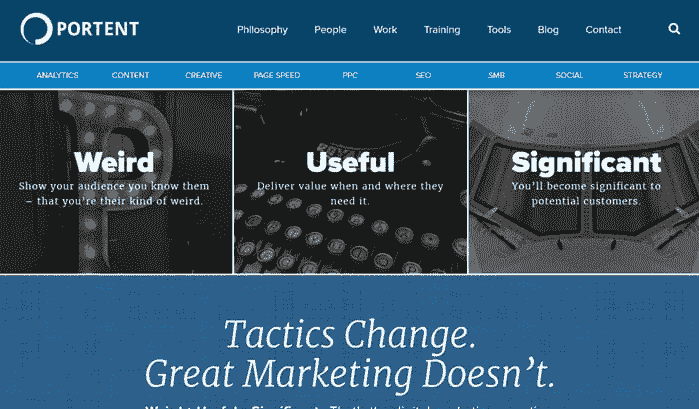 PORTENT
Philosophy People Work Training Tools Blog Contact
ANALYTICS CONTENT CREATIVE PAGE SPEED PPC SEO SMB SOCIAL STRATEGY
Weird
Show your audience you know them
– that you're their kind of weird.
Useful
Deliver value when and where they
need it.
Significant
You'll become significant to
potential customers.
Tactics Change.
Great Marketing Doesn't.